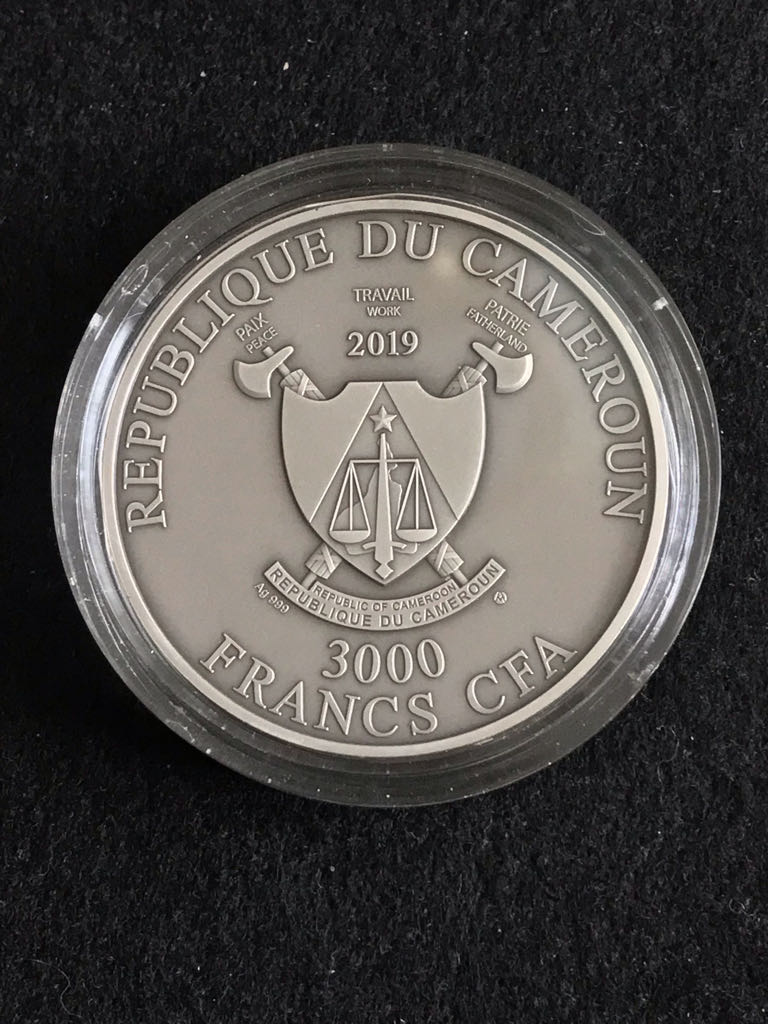 REPUBLIQUE DU CAMEROUN
TRAVAIL
WORK
PAIX
PEACE
PATRIE
FATHERLAND
2019
REPUBLIC OF CAMEROON
REPUBLIQUE DU CAMEROUN
Ag 999
3000
FRANCS CFA